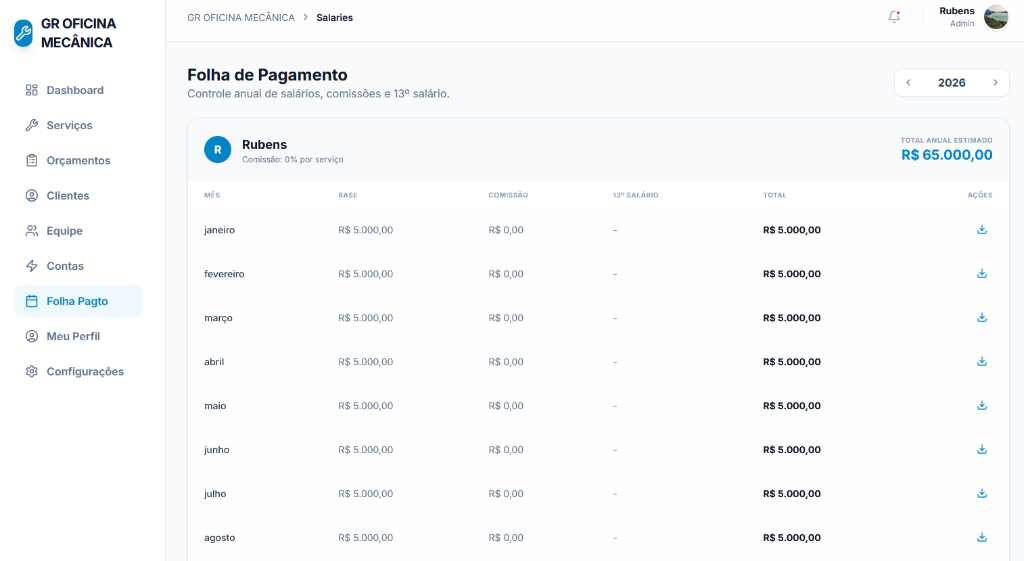 GR OFICINA
MECÂNICA
Dashboard
Serviços
Orçamentos
Clientes
Equipe
Contas
Folha Pagto
Meu Perfil
Configurações
GR OFICINA MECÂNICA > Salaries
Rubens
Admin
Folha de Pagamento
Controle anual de salários, comissões e 13º salário.
2026
R
Rubens
Comissão: 0% por serviço
TOTAL ANUAL ESTIMADO
R$ 65.000,00
MÊS BASE COMISSÃO 13º SALÁRIO TOTAL AÇÕES
janeiro R$ 5.000,00 R$ 0,00 - R$ 5.000,00
fevereiro R$ 5.000,00 R$ 0,00 - R$ 5.000,00
março R$ 5.000,00 R$ 0,00 - R$ 5.000,00
abril R$ 5.000,00 R$ 0,00 - R$ 5.000,00
maio R$ 5.000,00 R$ 0,00 - R$ 5.000,00
junho R$ 5.000,00 R$ 0,00 - R$ 5.000,00
julho R$ 5.000,00 R$ 0,00 - R$ 5.000,00
agosto R$ 5.000,00 R$ 0,00 - R$ 5.000,00